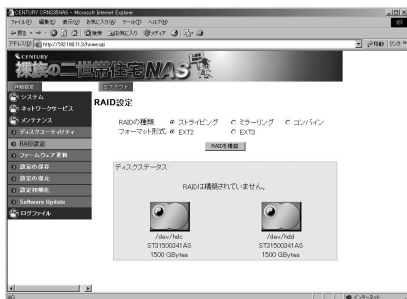 CENTURY CRNS35NAS - Microsoft Internet Explorer
ファイル(F) 編集(E) 表示(V) お気に入り(A) ツール(T) ヘルプ(H)
戻る 検索 お気に入り メディア
アドレス(D) http://192.168.11.3/home.cgi 移動 リンク
CENTURY
裸族の二世帯住宅NAS
詳細設定 ログアウト
システム
ネットワークサービス
メンテナンス
ディスクユーティリティ
RAID設定
ファームウェア更新
設定の保存
設定の復元
設定初期化
Software Update
ログファイル
RAID設定
RAIDの種類: ストライピング ミラーリング コンバイン
フォーマット形式: EXT2 EXT3
RAIDを構築
ディスクステータス:
RAIDは構築されていません。
/dev/hdc
ST31500341AS
1500 GBytes
/dev/hdd
ST31500341AS
1500 GBytes
インターネット